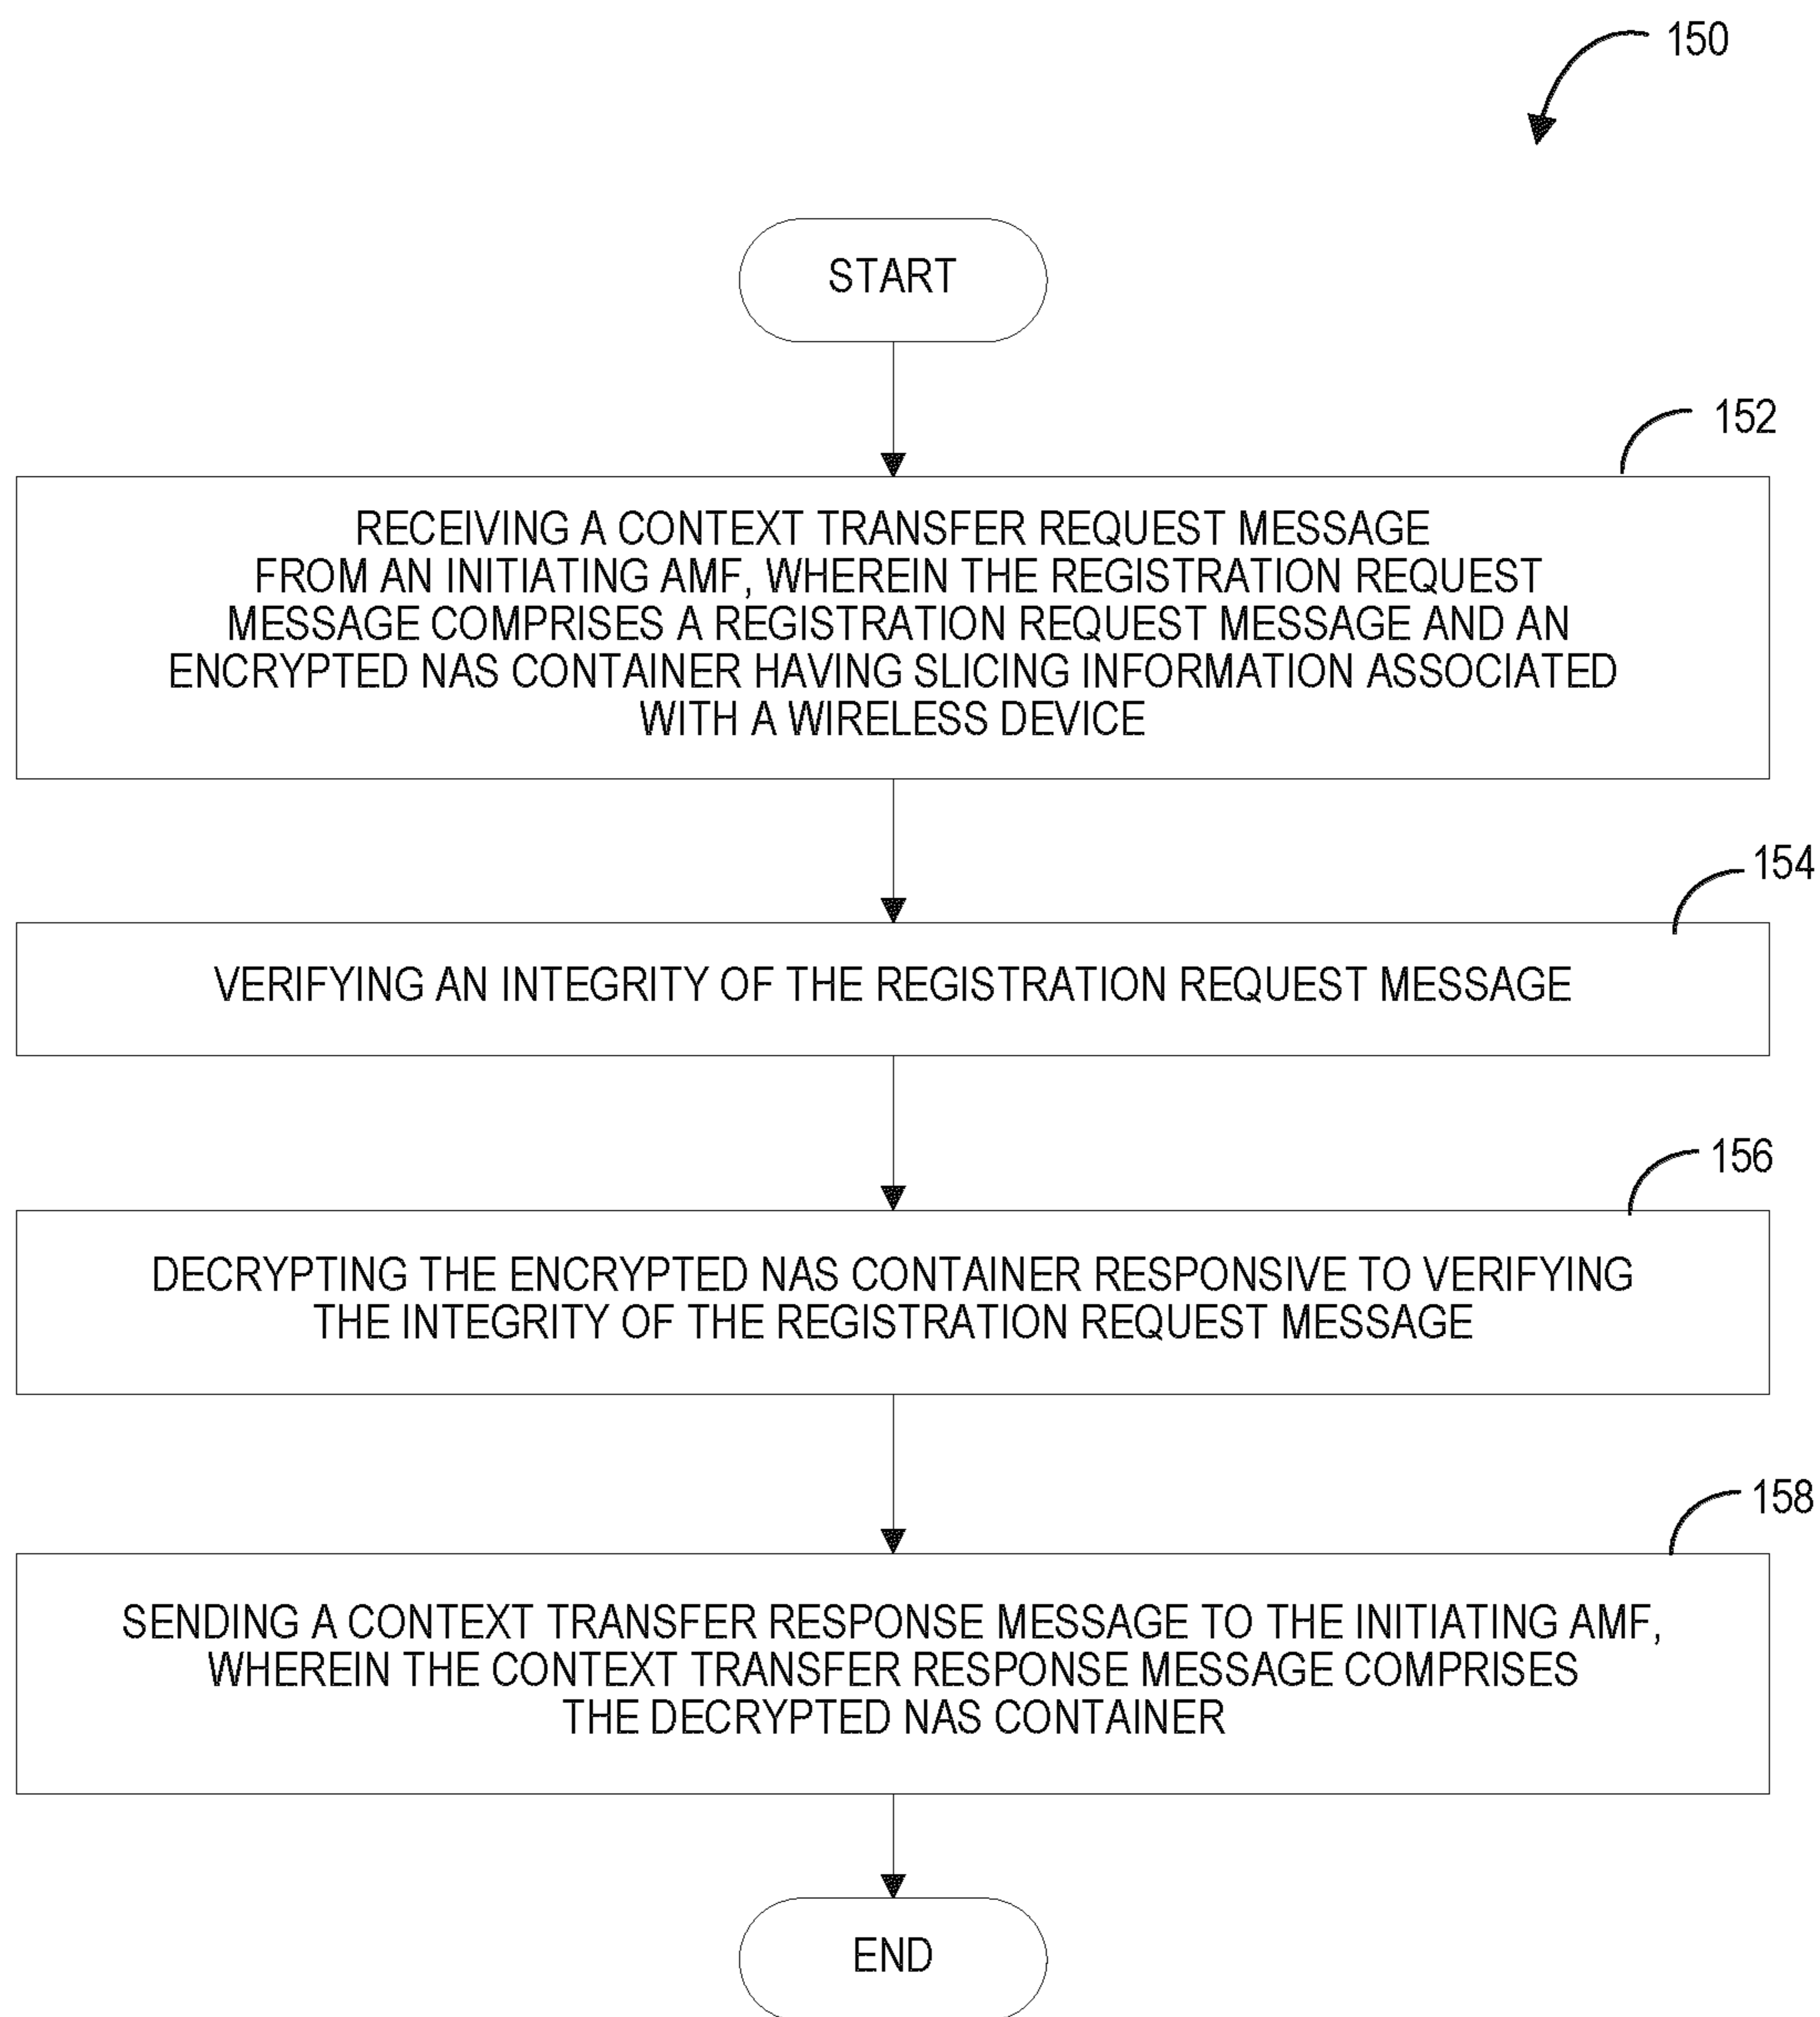 150
START
152
RECEIVING A CONTEXT TRANSFER REQUEST MESSAGE
FROM AN INITIATING AMF, WHEREIN THE REGISTRATION REQUEST
MESSAGE COMPRISES A REGISTRATION REQUEST MESSAGE AND AN
ENCRYPTED NAS CONTAINER HAVING SLICING INFORMATION ASSOCIATED
WITH A WIRELESS DEVICE
154
VERIFYING AN INTEGRITY OF THE REGISTRATION REQUEST MESSAGE
156
DECRYPTING THE ENCRYPTED NAS CONTAINER RESPONSIVE TO VERIFYING
THE INTEGRITY OF THE REGISTRATION REQUEST MESSAGE
158
SENDING A CONTEXT TRANSFER RESPONSE MESSAGE TO THE INITIATING AMF,
WHEREIN THE CONTEXT TRANSFER RESPONSE MESSAGE COMPRISES
THE DECRYPTED NAS CONTAINER
END